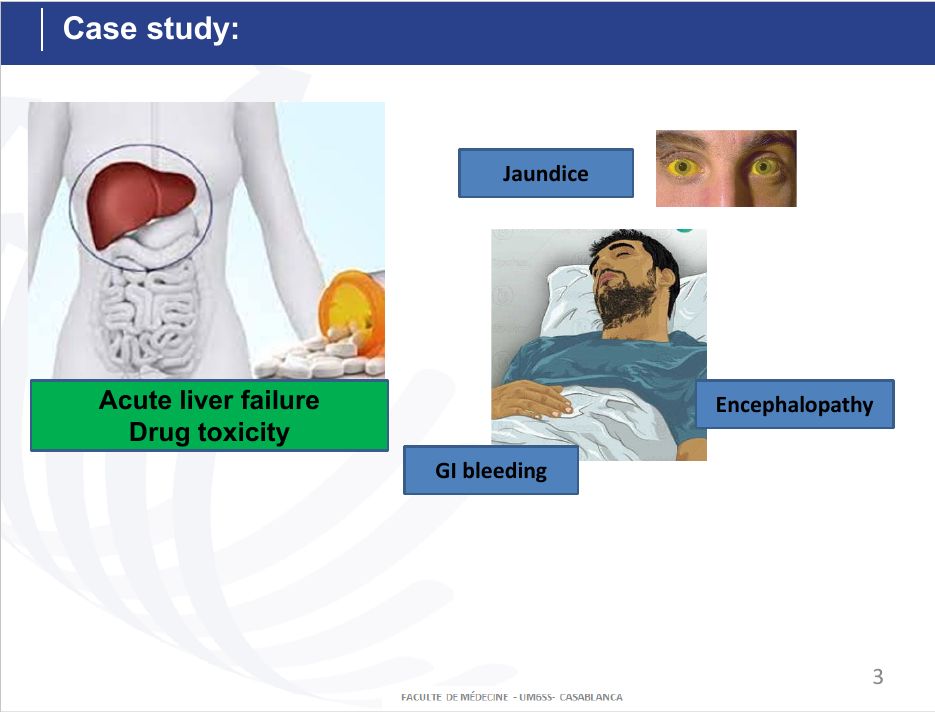 Case study:
Jaundice
Acute liver failure
Drug toxicity
Encephalopathy
GI bleeding
3
FACULTE DE MÉDECINE - UM6SS- CASABLANCA